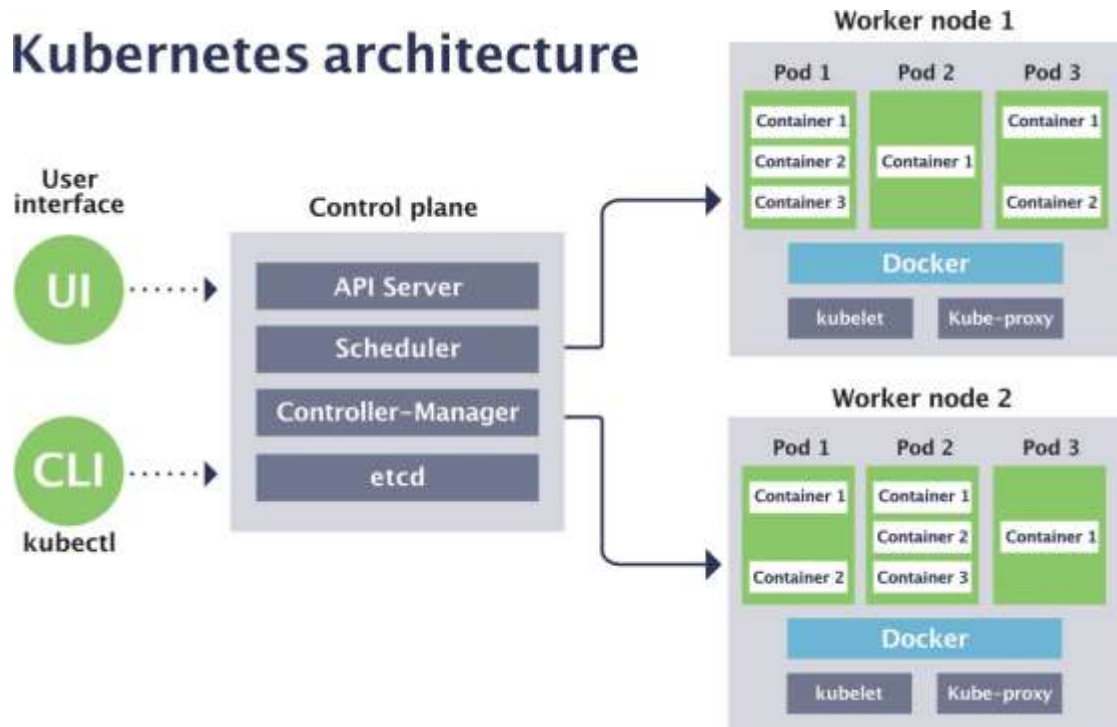 Kubernetes architecture
User
interface
UI
CLI
kubectl
Control plane
API Server
Scheduler
Controller-Manager
etcd
Worker node 1
Pod 1
Container 1
Container 2
Container 3
Pod 2
Container 1
Pod 3
Container 1
Container 2
Docker
kubelet
Kube-proxy
Worker node 2
Pod 1
Container 1
Container 2
Pod 2
Container 1
Container 2
Container 3
Pod 3
Container 1
Docker
kubelet
Kube-proxy